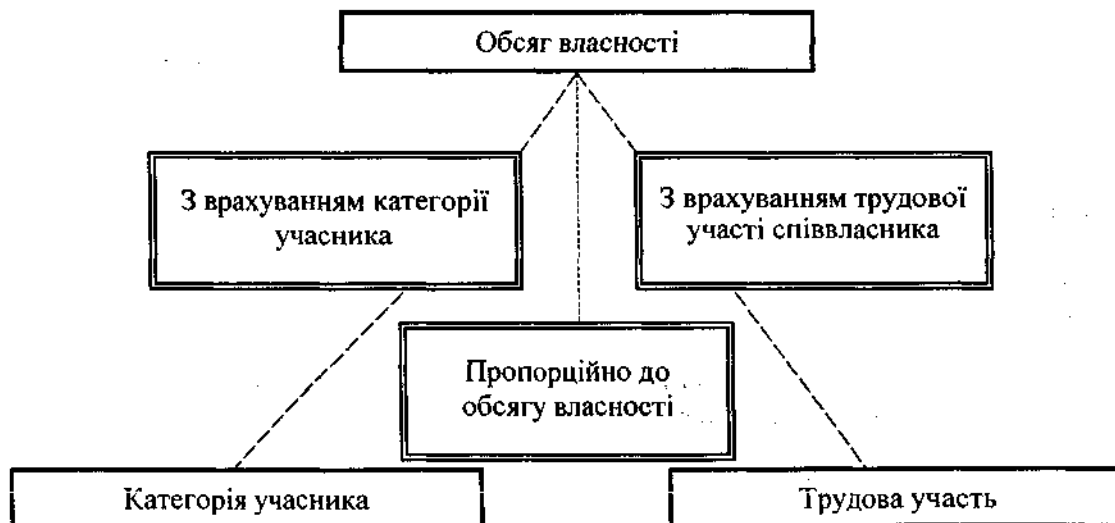 Обсяг власності
З врахуванням категорії
учасника
З врахуванням трудової
участі співвласника
Пропорційно до
обсягу власності
Категорія учасника
Трудова участь